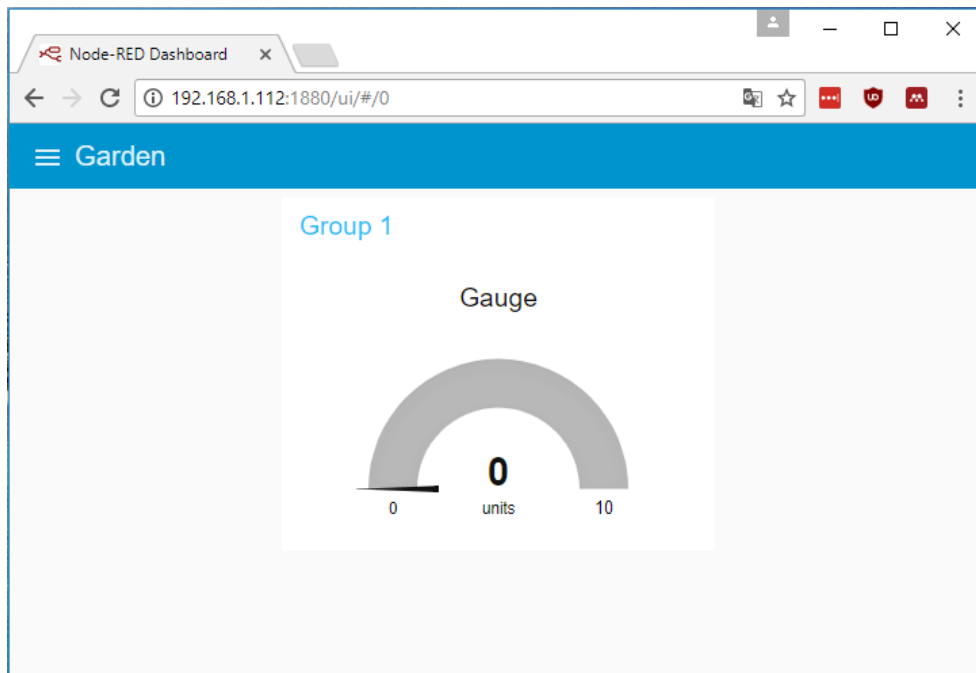 Node-RED Dashboard
192.168.1.112:1880/ui/#/0
Garden
Group 1
Gauge
0
0 units 10